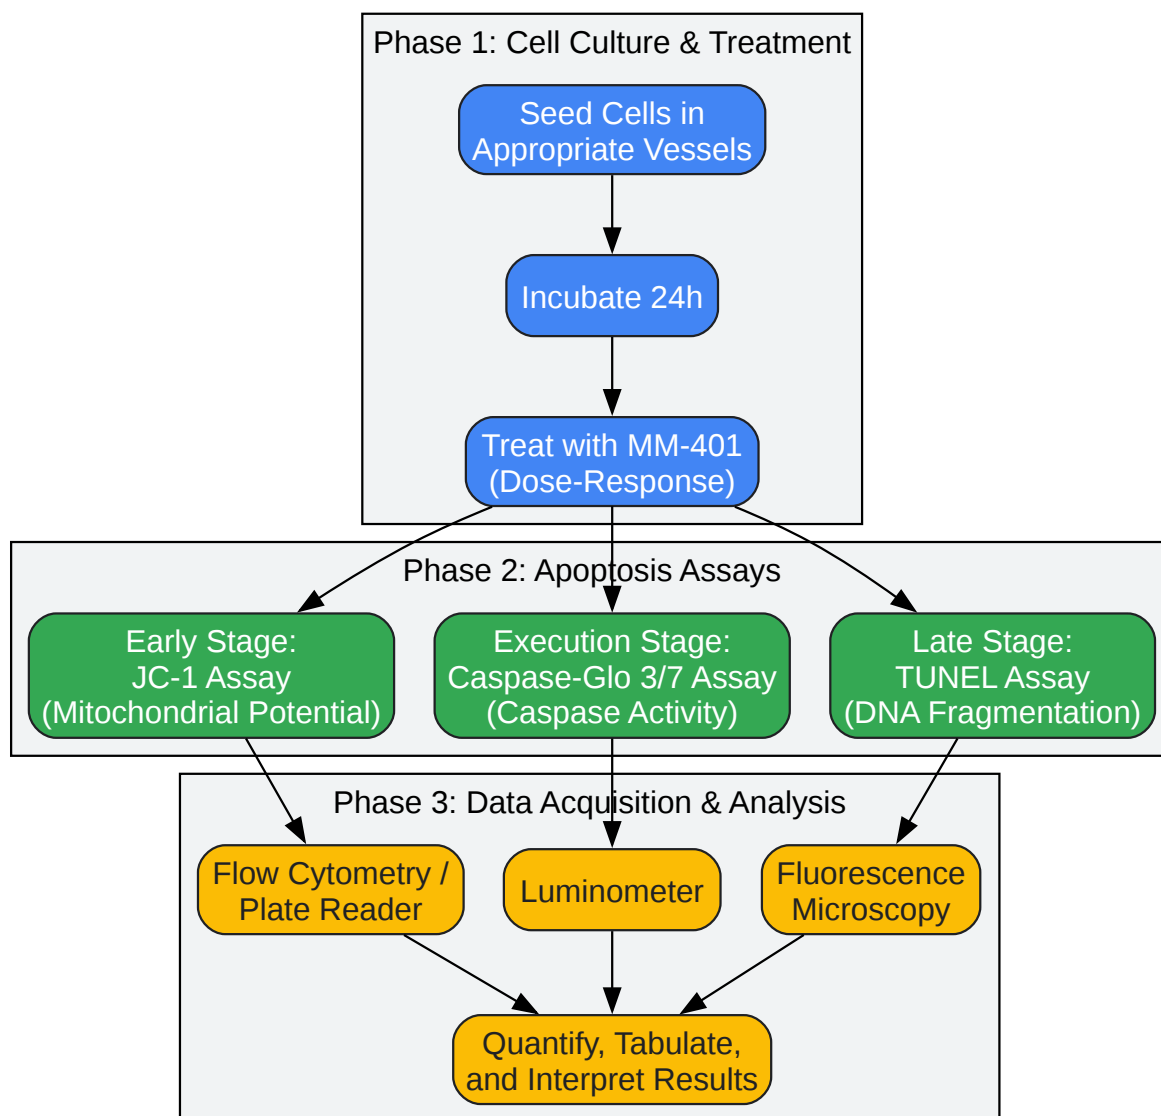 Phase 1: Cell Culture & Treatment
Seed Cells in
Appropriate Vessels
Incubate 24h
Treat with MM-401
(Dose-Response)
Phase 2: Apoptosis Assays
Early Stage:
JC-1 Assay
(Mitochondrial Potential)
Execution Stage:
Caspase-Glo 3/7 Assay
(Caspase Activity)
Late Stage:
TUNEL Assay
(DNA Fragmentation)
Phase 3: Data Acquisition & Analysis
Flow Cytometry /
Plate Reader
Luminometer
Fluorescence
Microscopy
Quantify, Tabulate,
and Interpret Results